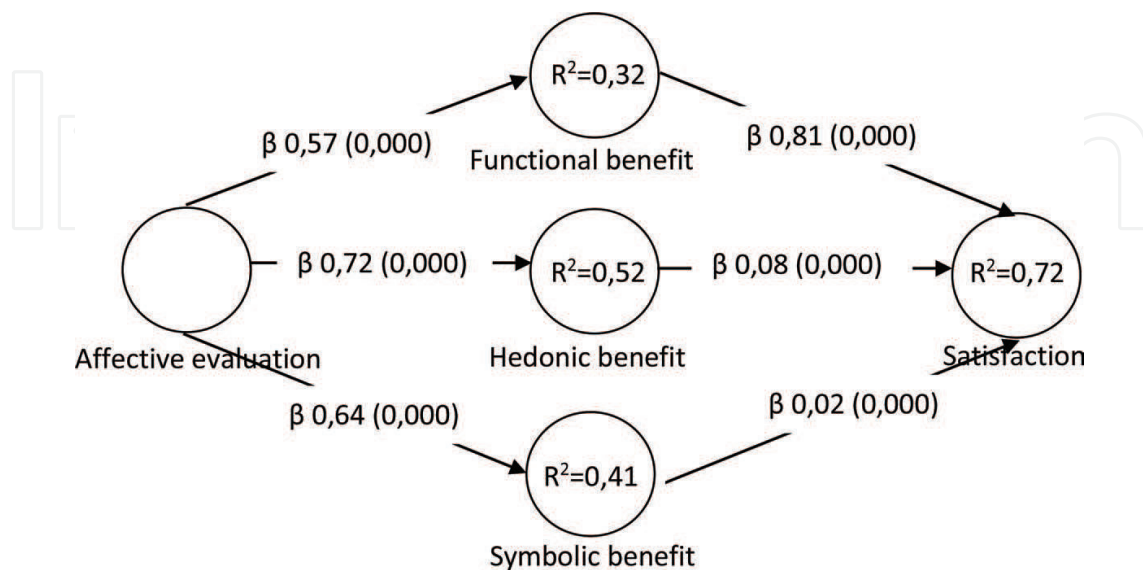 R²=0,32
β 0,57 (0,000)
β 0,81 (0,000)
Functional benefit
β 0,72 (0,000)
R²=0,52
β 0,08 (0,000)
R²=0,72
Affective evaluation
Hedonic benefit
Satisfaction
β 0,64 (0,000)
β 0,02 (0,000)
R²=0,41
Symbolic benefit